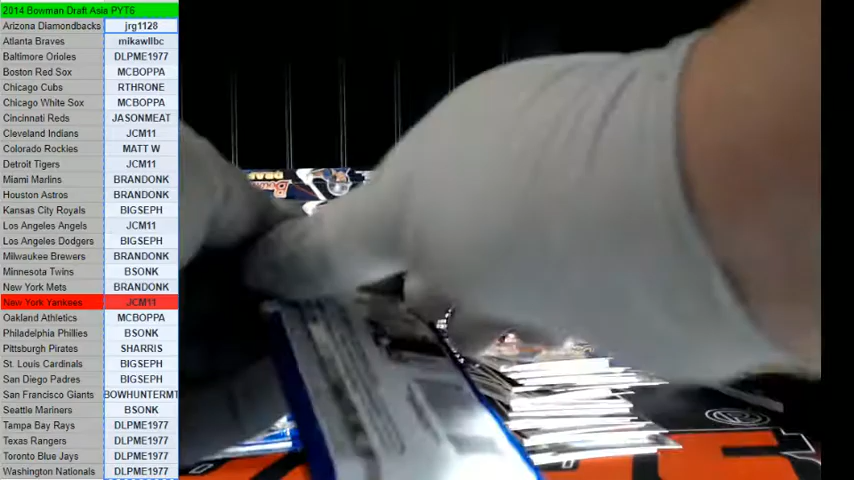 2014 Bowman Draft Asia PYT6
Arizona Diamondbacks jrg1128
Atlanta Braves mikawllbc
Baltimore Orioles DLPME1977
Boston Red Sox MCBOPPA
Chicago Cubs RTHRONE
Chicago White Sox MCBOPPA
Cincinnati Reds JASONMEAT
Cleveland Indians JCM11
Colorado Rockies MATT W
Detroit Tigers JCM11
Miami Marlins BRANDONK
Houston Astros BRANDONK
Kansas City Royals BIGSEPH
Los Angeles Angels JCM11
Los Angeles Dodgers BIGSEPH
Milwaukee Brewers BRANDONK
Minnesota Twins BSONK
New York Mets BRANDONK
New York Yankees JCM11
Oakland Athletics MCBOPPA
Philadelphia Phillies BSONK
Pittsburgh Pirates SHARRIS
St. Louis Cardinals BIGSEPH
San Diego Padres BIGSEPH
San Francisco Giants BOWHUNTERMT
Seattle Mariners BSONK
Tampa Bay Rays DLPME1977
Texas Rangers DLPME1977
Toronto Blue Jays DLPME1977
Washington Nationals DLPME1977